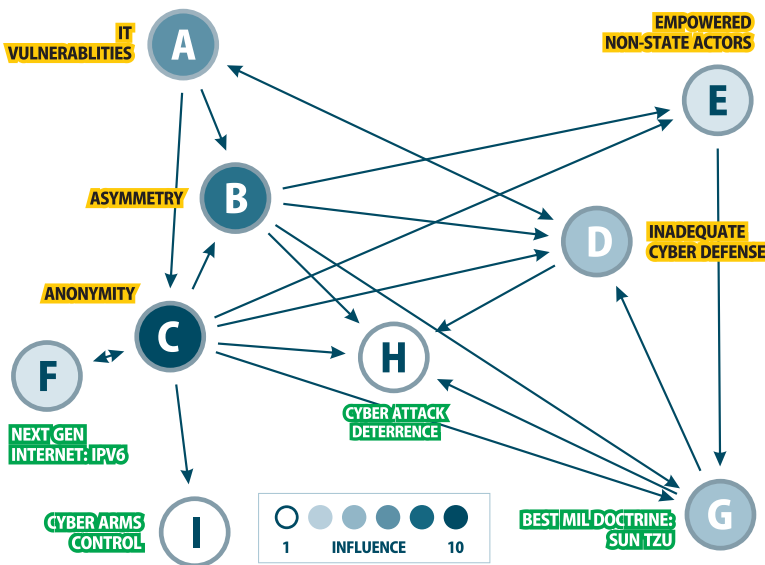 IT
VULNERABLITIES
A
EMPOWERED
NON-STATE ACTORS
E
ASYMMETRY
B
D
INADEQUATE
CYBER DEFENSE
ANONYMITY
C
H
F
CYBER ATTACK
DETERRENCE
NEXT GEN
INTERNET: IPV6
CYBER ARMS
CONTROL
I
1 INFLUENCE 10
BEST MIL DOCTRINE:
SUN TZU
G